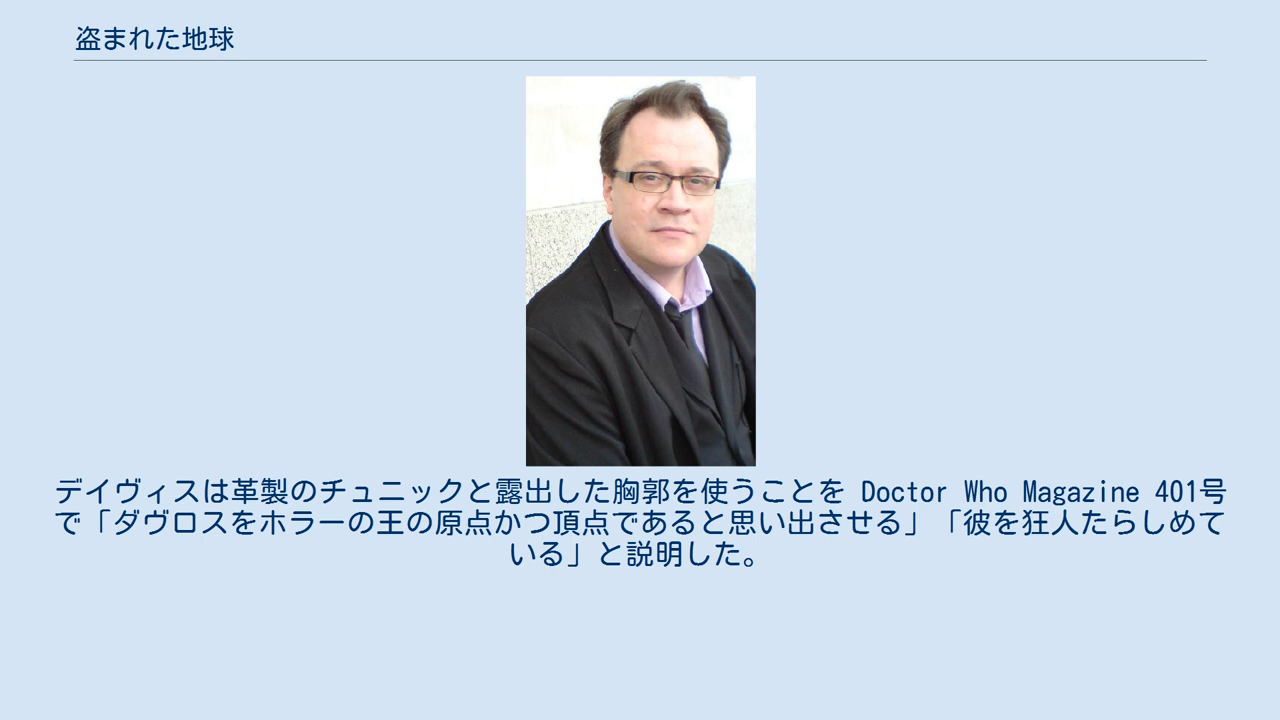 盗まれた地球
デイヴィスは革製のチュニックと露出した胸郭を使うことを Doctor Who Magazine 401号
で「ダヴロスをホラーの王の原点かつ頂点であると思い出させる」「彼を狂人たらしめて
いる」と説明した。